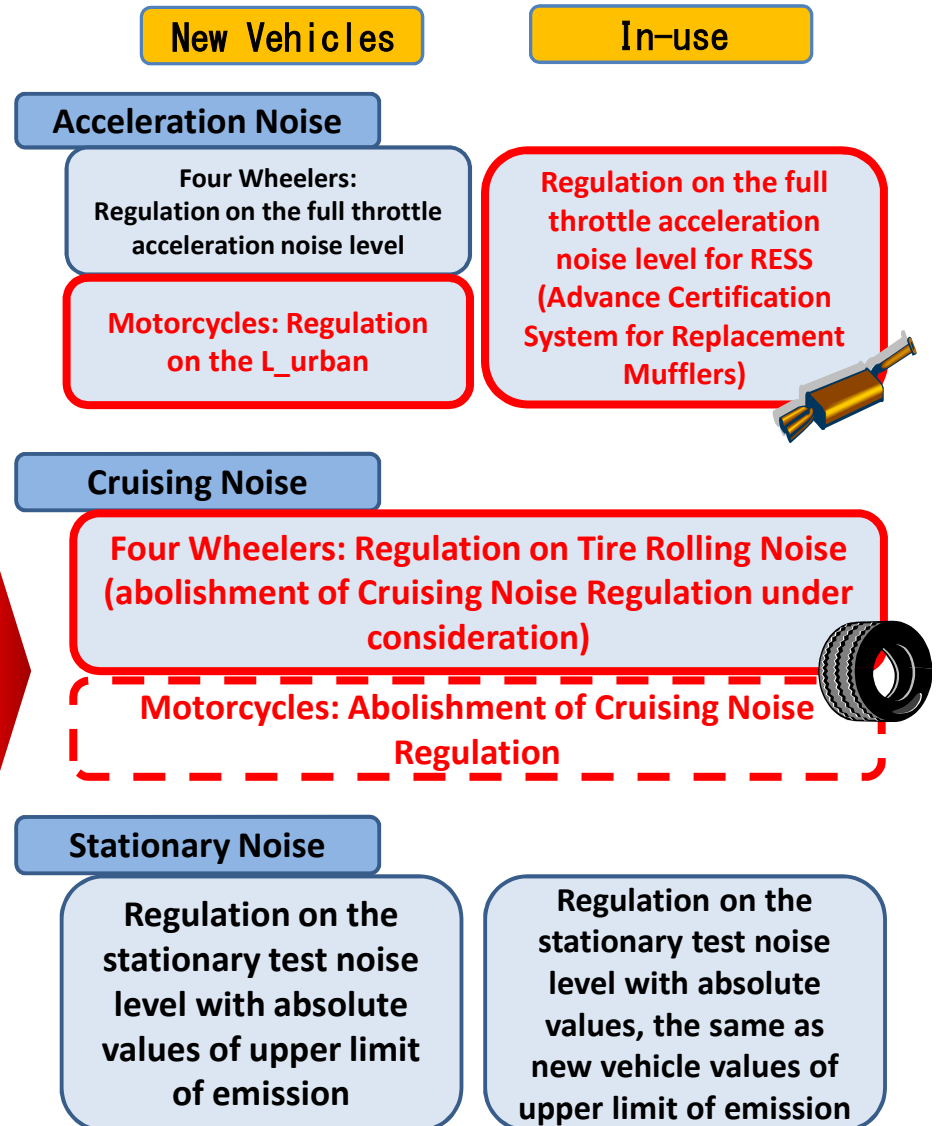 New Vehicles
In-use
Acceleration Noise
Four Wheelers:
Regulation on the full throttle
acceleration noise level
Motorcycles: Regulation
on the L_urban
Regulation on the full
throttle acceleration
noise level for RESS
(Advance Certification
System for Replacement
Mufflers)
Cruising Noise
Four Wheelers: Regulation on Tire Rolling Noise
(abolishment of Cruising Noise Regulation under
consideration)
Motorcycles: Abolishment of Cruising Noise
Regulation
Stationary Noise
Regulation on the
stationary test noise
level with absolute
values of upper limit
of emission
Regulation on the
stationary test noise
level with absolute
values, the same as
new vehicle values of
upper limit of emission